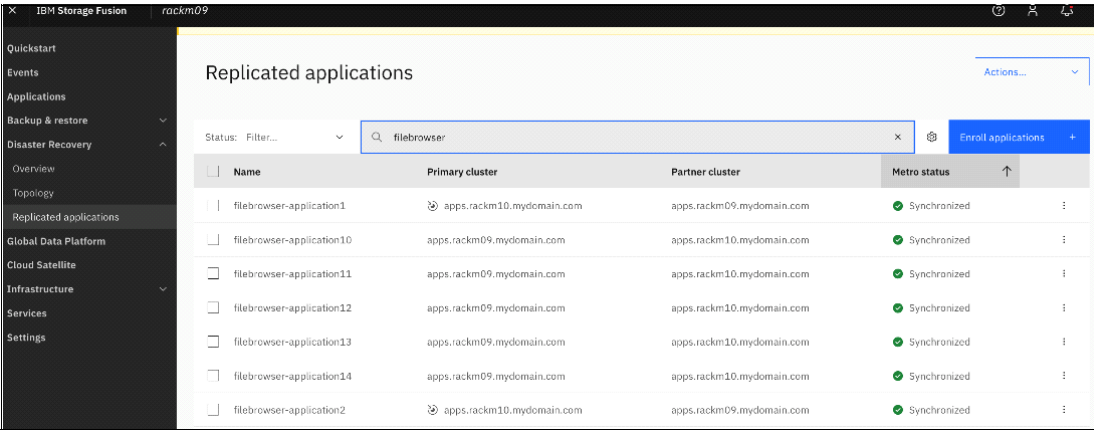 IBM Storage Fusion rackm09
Quickstart
Events
Applications
Backup & restore
Disaster Recovery
Overview
Topology
Replicated applications
Global Data Platform
Cloud Satellite
Infrastructure
Services
Settings
Replicated applications
Actions...
Status: Filter... filebrowser Enroll applications +
Name Primary cluster Partner cluster Metro status
filebrowser-application1 apps.rackm10.mydomain.com apps.rackm09.mydomain.com Synchronized
filebrowser-application10 apps.rackm09.mydomain.com apps.rackm10.mydomain.com Synchronized
filebrowser-application11 apps.rackm09.mydomain.com apps.rackm10.mydomain.com Synchronized
filebrowser-application12 apps.rackm09.mydomain.com apps.rackm10.mydomain.com Synchronized
filebrowser-application13 apps.rackm09.mydomain.com apps.rackm10.mydomain.com Synchronized
filebrowser-application14 apps.rackm09.mydomain.com apps.rackm10.mydomain.com Synchronized
filebrowser-application2 apps.rackm10.mydomain.com apps.rackm09.mydomain.com Synchronized